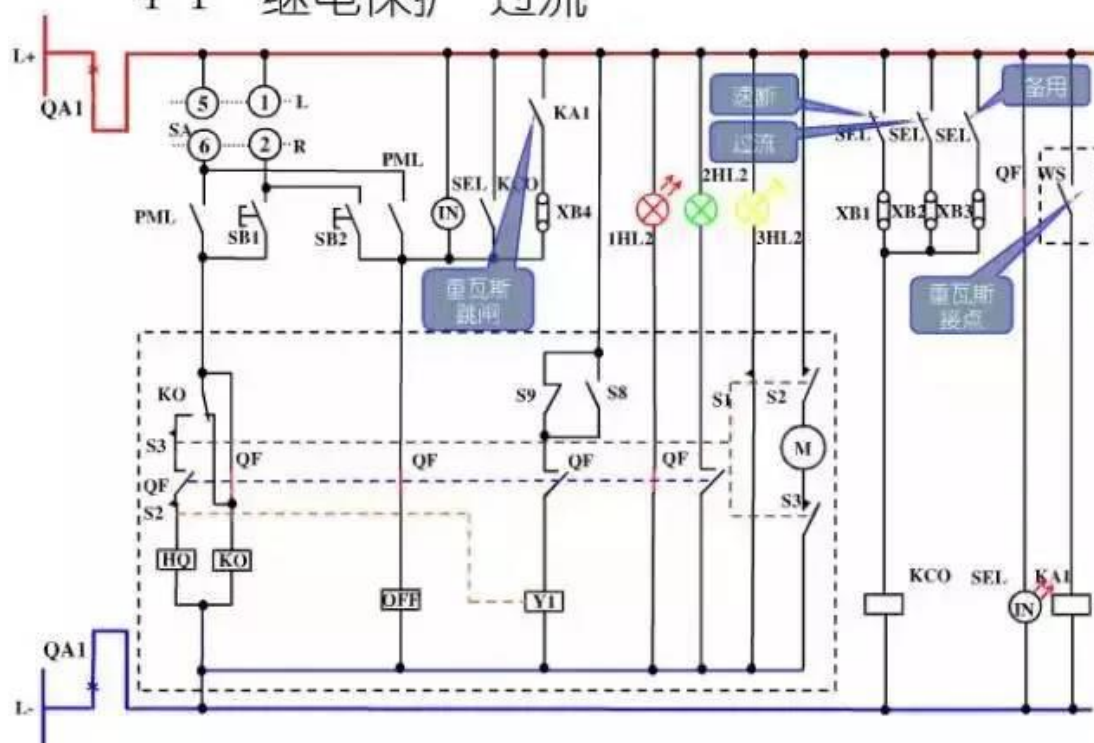 继电保护 过流
L+
QA1
5
1
L
SA
6
2
R
PML
PML
SB1
SB2
IN
SEL
KCO
KA1
XB4
重瓦斯
跳闸
1HL2
2HL2
3HL2
速断
过流
备用
SEL
SEL
SEL
XB1
XB2
XB3
QF
WS
重瓦斯
接点
KO
S3
QF
S2
QF
HQ
KO
QF
OFF
S9
S8
QF
Y1
QF
S1
S2
M
S3
KCO
SEL
KA1
IN
QA1
L-